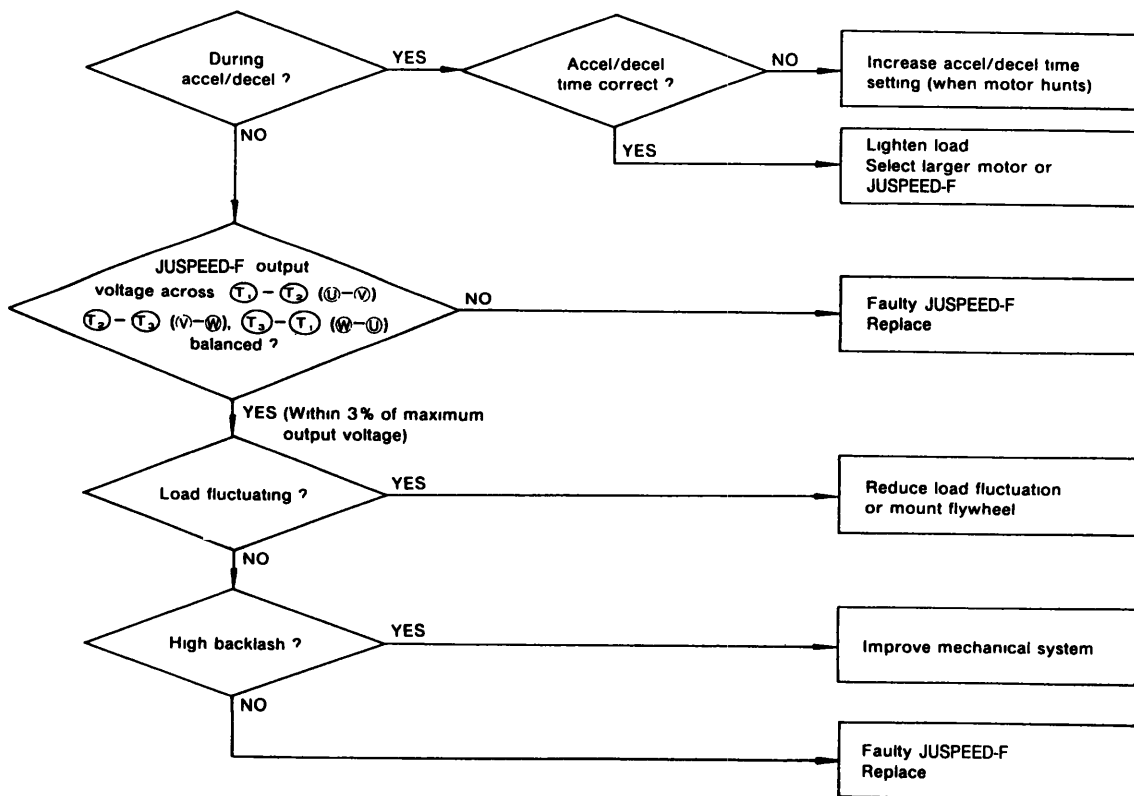 During
accel/decel ?
YES
Accel/decel
time correct ?
NO
Increase accel/decel time
setting (when motor hunts)
YES
Lighten load
Select larger motor or
JUSPEED-F
NO
JUSPEED-F output
voltage across T₁ – T₂ (U–V)
T₂ – T₃ (V–W), T₃ – T₁ (W–U)
balanced ?
NO
Faulty JUSPEED-F
Replace
YES (Within 3% of maximum
output voltage)
Load fluctuating ?
YES
Reduce load fluctuation
or mount flywheel
NO
High backlash ?
YES
Improve mechanical system
NO
Faulty JUSPEED-F
Replace